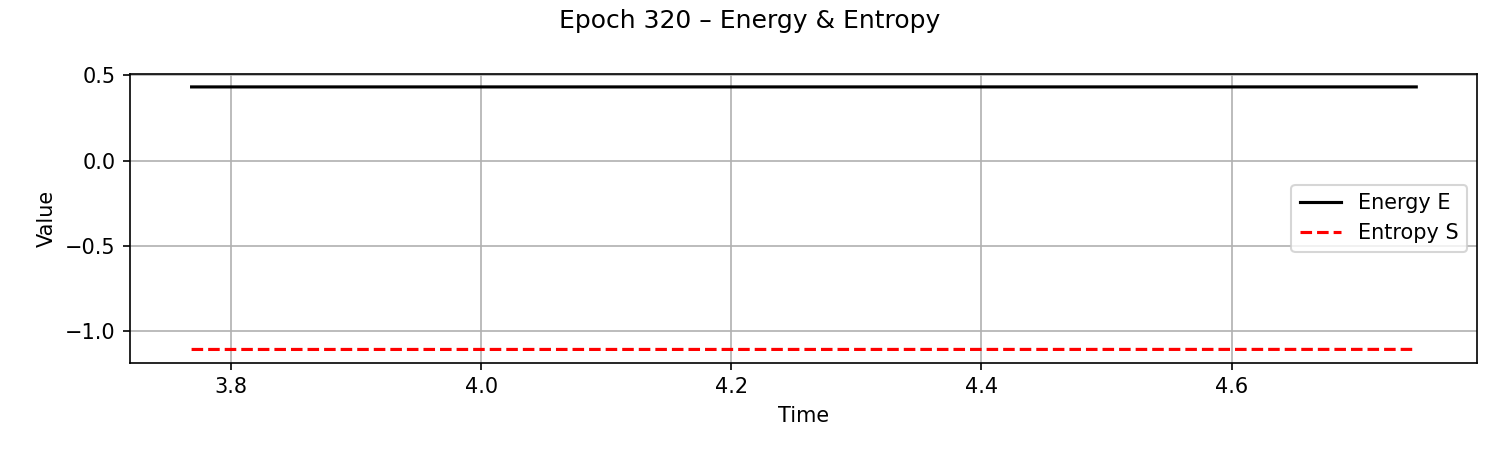 Epoch 320 – Energy & Entropy
Value
0.5
0.0
−0.5
−1.0
Energy E
Entropy S
3.8 4.0 4.2 4.4 4.6
Time